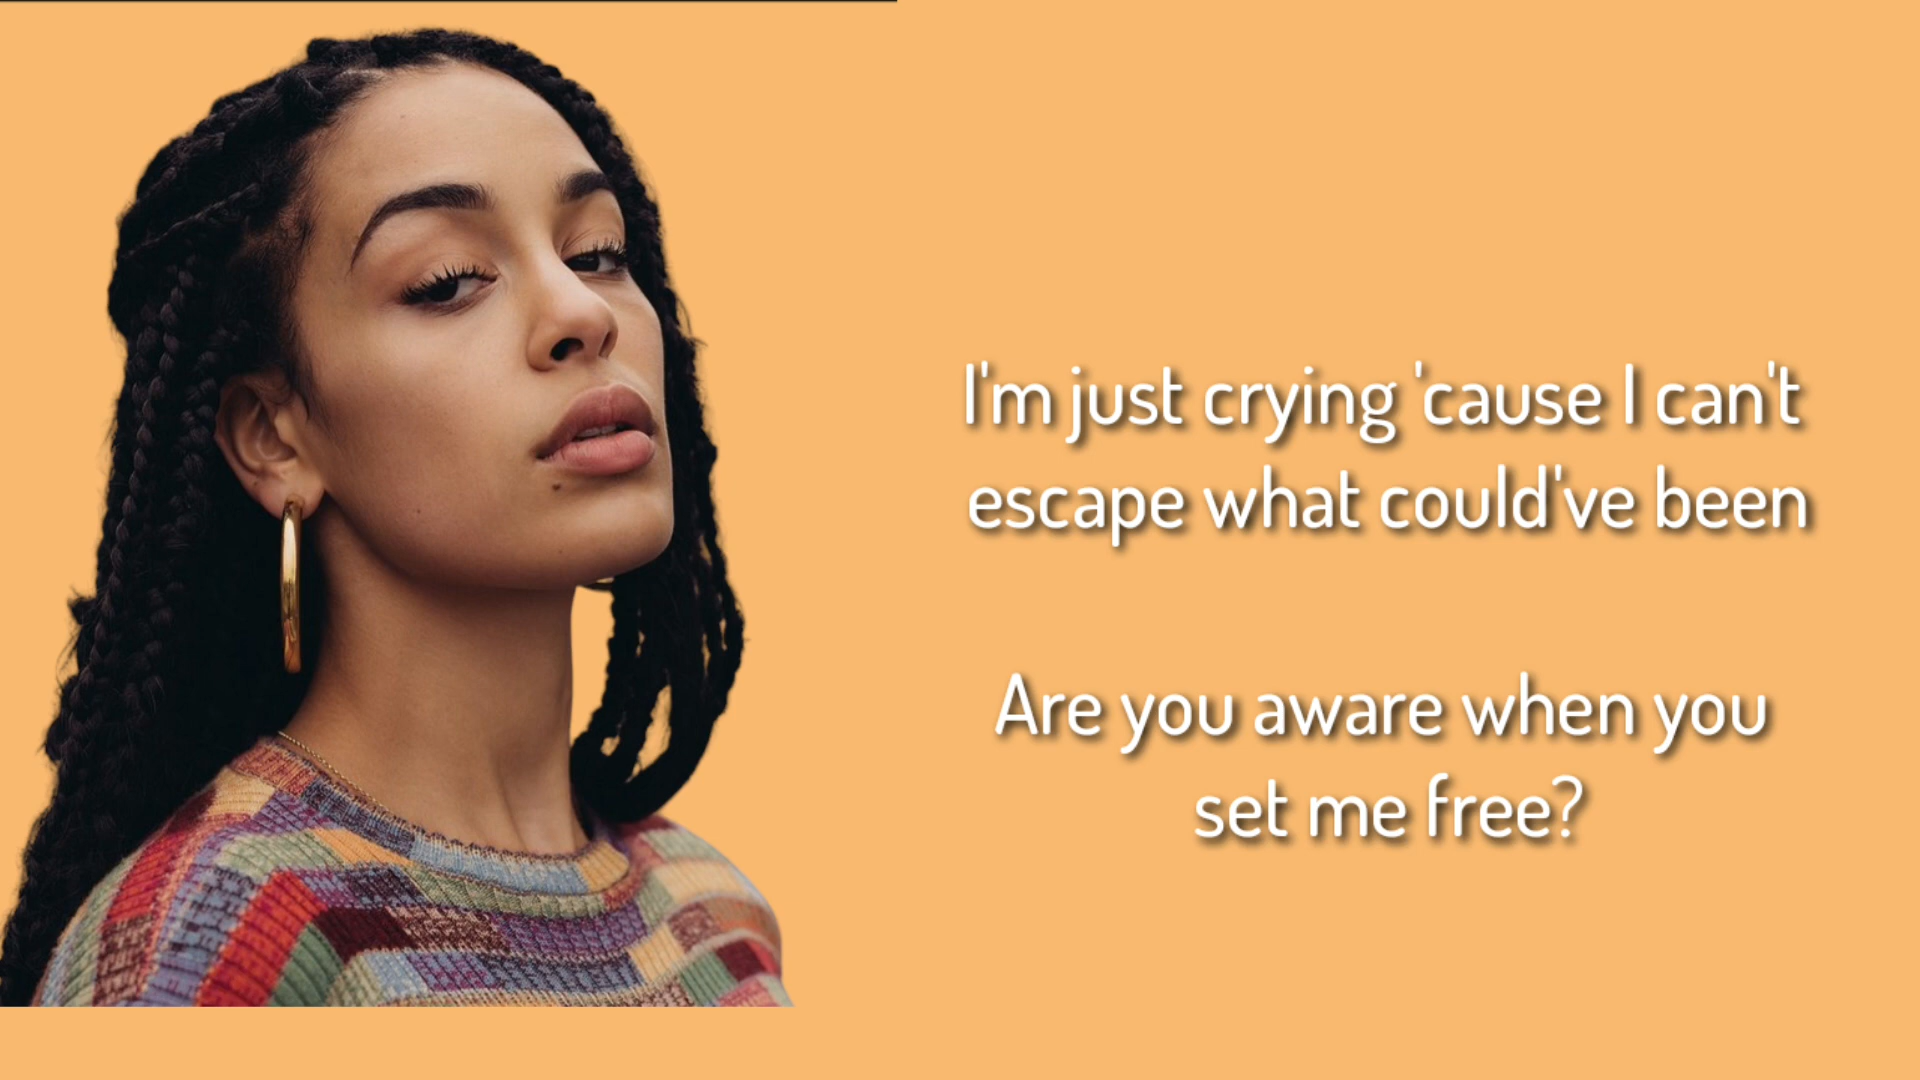 I'm just crying 'cause I can't
escape what could've been
Are you aware when you
set me free?